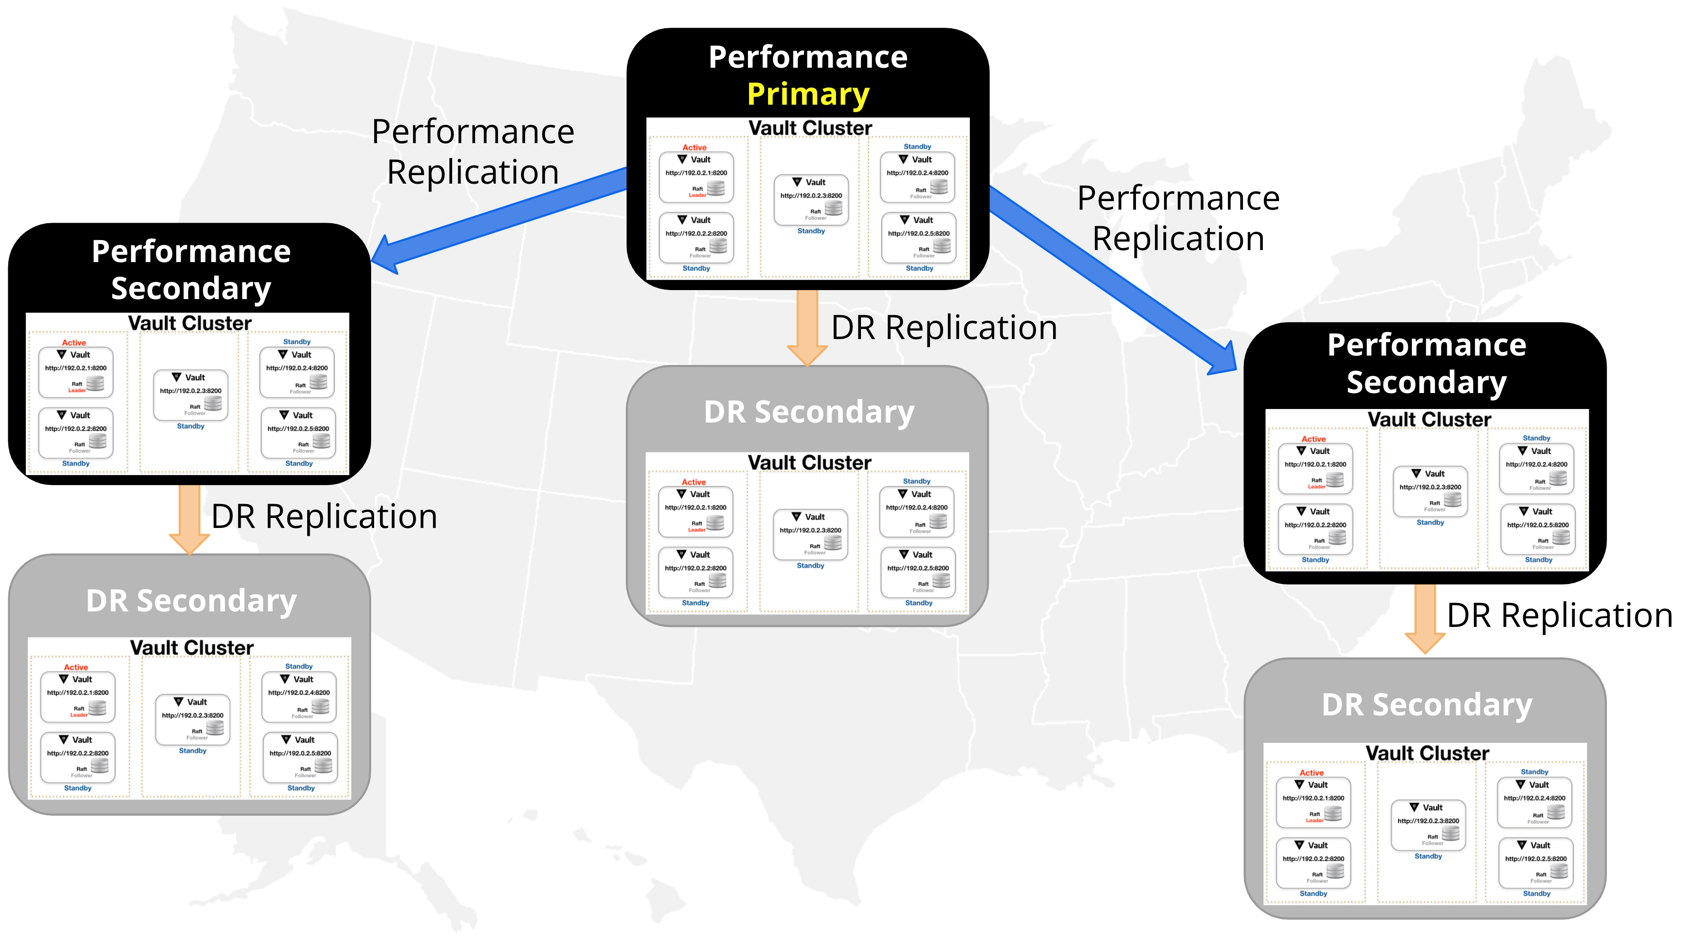 Performance
Primary
Vault Cluster
Active
Vault
http://192.0.2.1:8200
Raft
Leader
Vault
http://192.0.2.2:8200
Raft
Follower
Standby
Vault
http://192.0.2.3:8200
Raft
Follower
Standby
Standby
Vault
http://192.0.2.4:8200
Raft
Follower
Vault
http://192.0.2.5:8200
Raft
Follower
Standby
Performance
Replication
Performance
Replication
Performance
Secondary
Vault Cluster
Active
Vault
http://192.0.2.1:8200
Raft
Leader
Vault
http://192.0.2.2:8200
Raft
Follower
Standby
Vault
http://192.0.2.3:8200
Raft
Follower
Standby
Standby
Vault
http://192.0.2.4:8200
Raft
Follower
Vault
http://192.0.2.5:8200
Raft
Follower
Standby
DR Replication
Performance
Secondary
Vault Cluster
Active
Vault
http://192.0.2.1:8200
Raft
Leader
Vault
http://192.0.2.2:8200
Raft
Follower
Standby
Vault
http://192.0.2.3:8200
Raft
Follower
Standby
Standby
Vault
http://192.0.2.4:8200
Raft
Follower
Vault
http://192.0.2.5:8200
Raft
Follower
Standby
DR Secondary
Vault Cluster
Active
Vault
http://192.0.2.1:8200
Raft
Leader
Vault
http://192.0.2.2:8200
Raft
Follower
Standby
Vault
http://192.0.2.3:8200
Raft
Follower
Standby
Standby
Vault
http://192.0.2.4:8200
Raft
Follower
Vault
http://192.0.2.5:8200
Raft
Follower
Standby
DR Replication
DR Secondary
Vault Cluster
Active
Vault
http://192.0.2.1:8200
Raft
Leader
Vault
http://192.0.2.2:8200
Raft
Follower
Standby
Vault
http://192.0.2.3:8200
Raft
Follower
Standby
Standby
Vault
http://192.0.2.4:8200
Raft
Follower
Vault
http://192.0.2.5:8200
Raft
Follower
Standby
DR Replication
DR Secondary
Vault Cluster
Active
Vault
http://192.0.2.1:8200
Raft
Leader
Vault
http://192.0.2.2:8200
Raft
Follower
Standby
Vault
http://192.0.2.3:8200
Raft
Follower
Standby
Standby
Vault
http://192.0.2.4:8200
Raft
Follower
Vault
http://192.0.2.5:8200
Raft
Follower
Standby